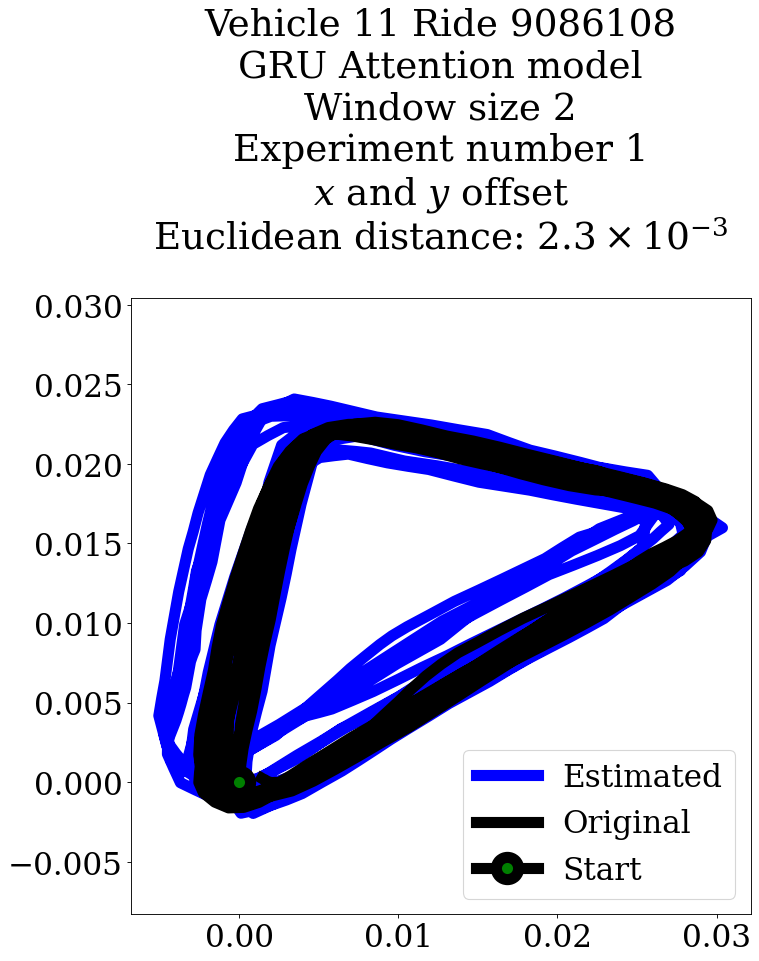 Vehicle 11 Ride 9086108
GRU Attention model
Window size 2
Experiment number 1
x and y offset
Euclidean distance: 2.3 × 10⁻³
0.030
0.025
0.020
0.015
0.010
0.005
0.000
−0.005
Estimated
Original
Start
0.00 0.01 0.02 0.03